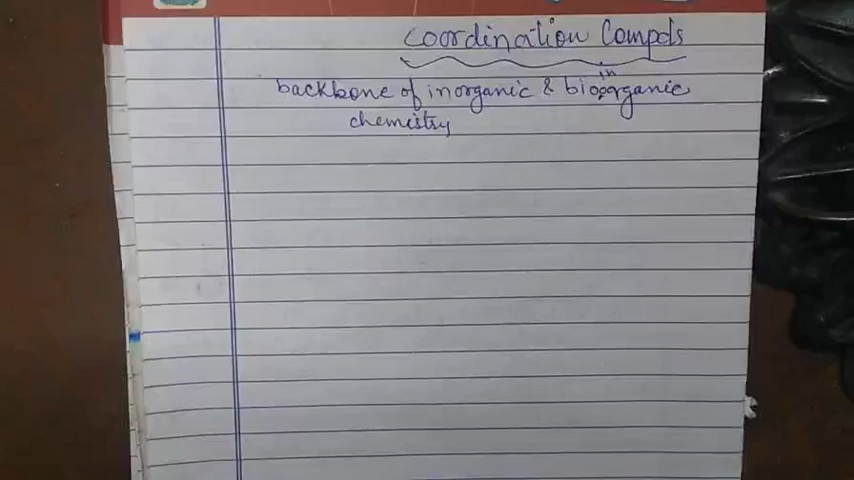 Coordination Compds
backbone of inorganic & bioinorganic
chemistry